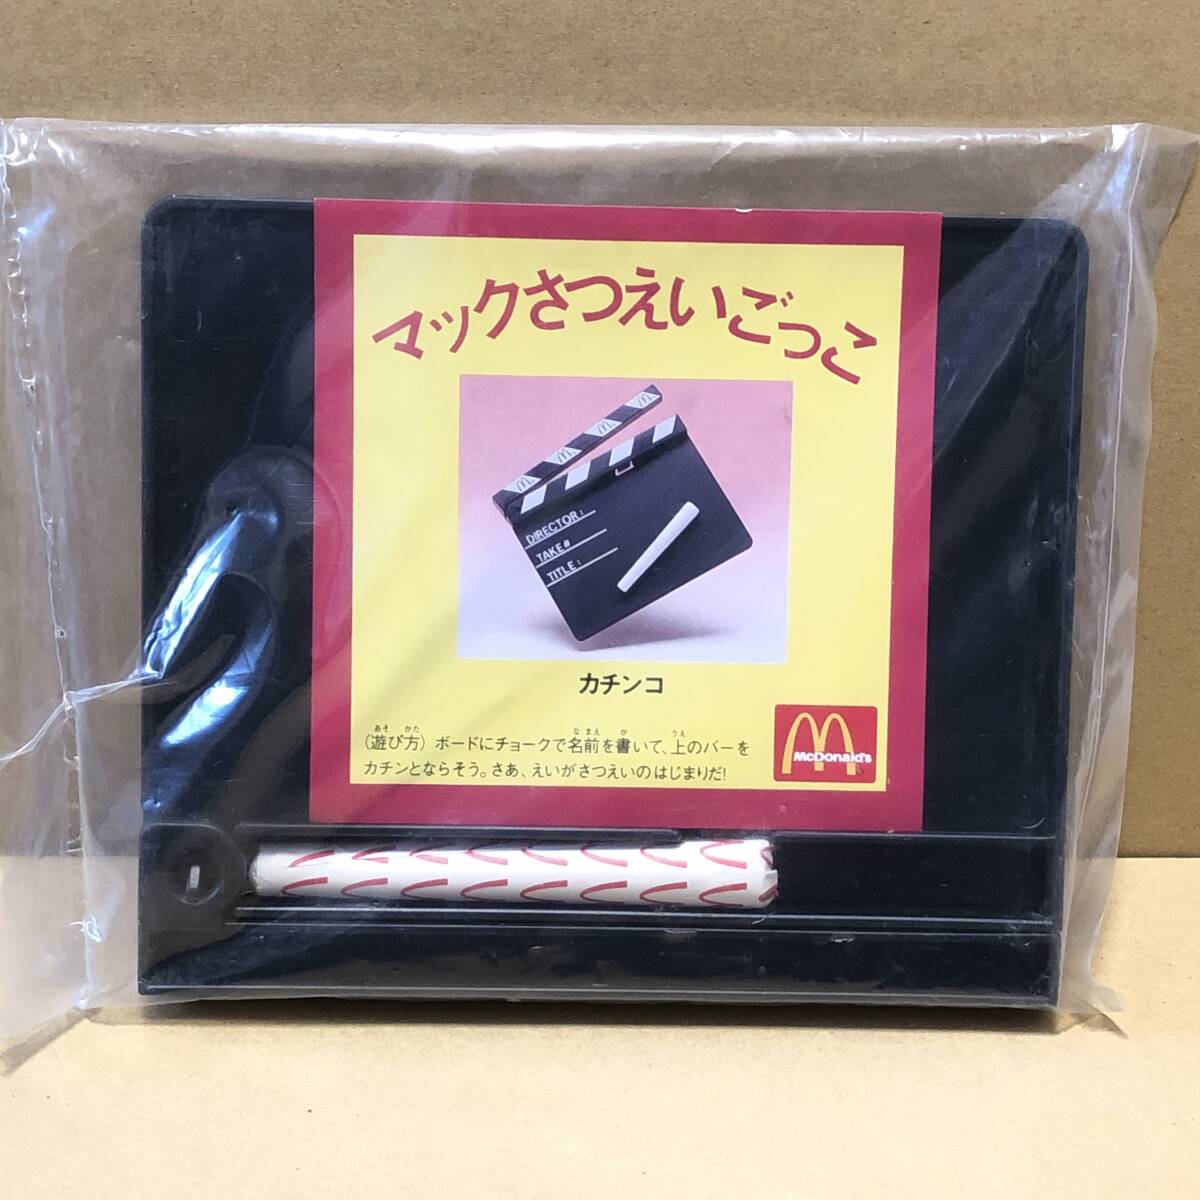 マックさつえいごっこ
DIRECTOR:
TAKE#
TITLE:
カチンコ
(遊び方) ボードにチョークで名前を書いて、上のバーを
カチンとならそう。さあ、えいがさつえいのはじまりだ!
McDonald's